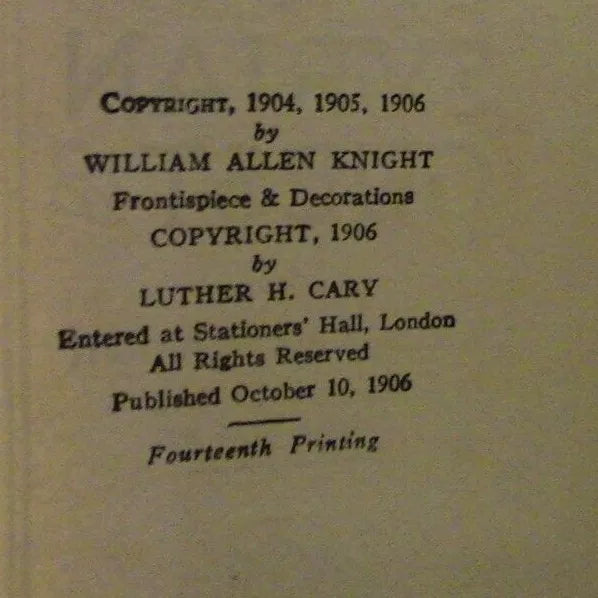 COPYRIGHT, 1904, 1905, 1906
by
WILLIAM ALLEN KNIGHT
Frontispiece & Decorations
COPYRIGHT, 1906
by
LUTHER H. CARY
Entered at Stationers' Hall, London
All Rights Reserved
Published October 10, 1906
Fourteenth Printing